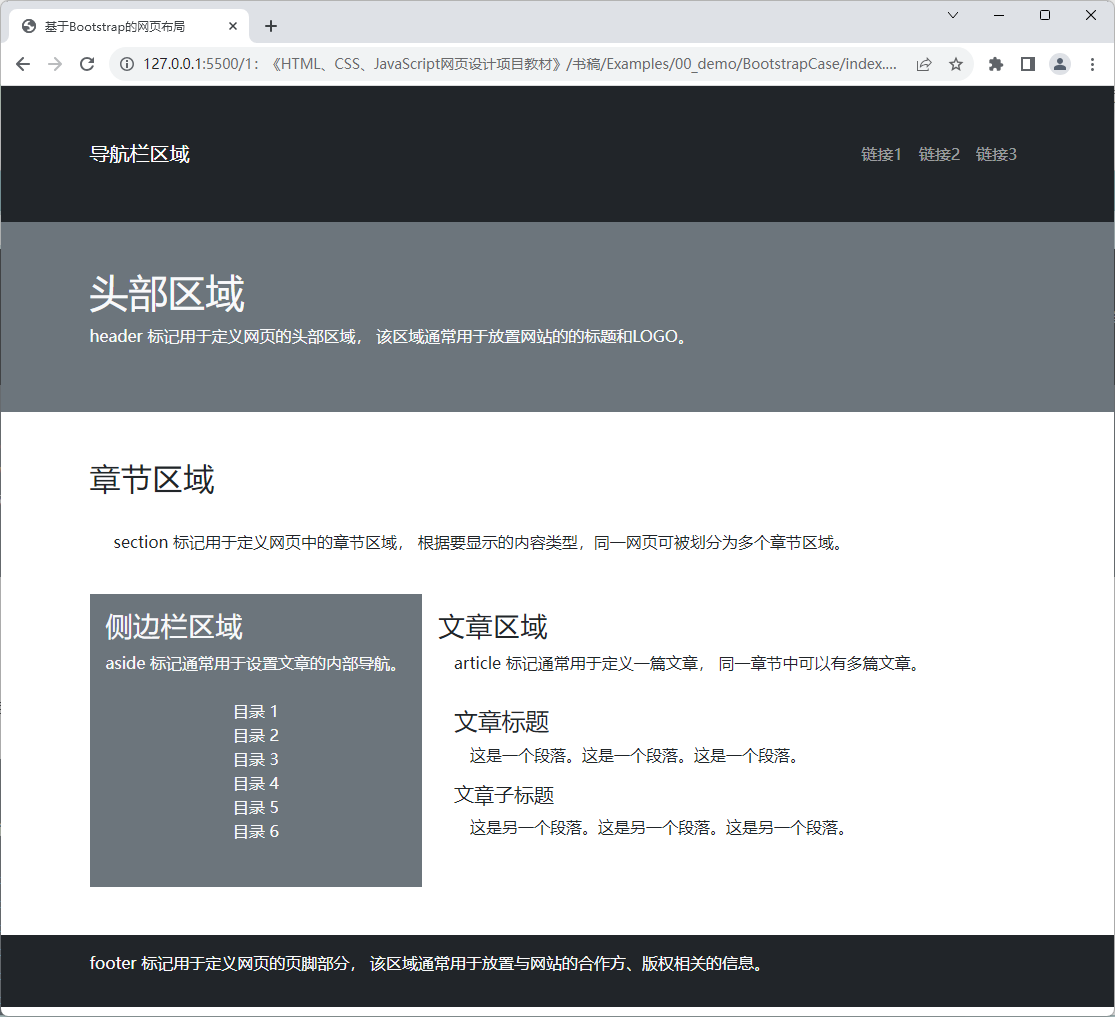 基于Bootstrap的网页布局
127.0.0.1:5500/1：《HTML、CSS、JavaScript网页设计项目教材》/书稿/Examples/00_demo/BootstrapCase/index....
导航栏区域 链接1 链接2 链接3
头部区域
header 标记用于定义网页的头部区域， 该区域通常用于放置网站的的标题和LOGO。
章节区域
section 标记用于定义网页中的章节区域， 根据要显示的内容类型，同一网页可被划分为多个章节区域。
侧边栏区域
aside 标记通常用于设置文章的内部导航。
目录 1
目录 2
目录 3
目录 4
目录 5
目录 6
文章区域
article 标记通常用于定义一篇文章， 同一章节中可以有多篇文章。
文章标题
这是一个段落。这是一个段落。这是一个段落。
文章子标题
这是另一个段落。这是另一个段落。这是另一个段落。
footer 标记用于定义网页的页脚部分， 该区域通常用于放置与网站的合作方、版权相关的信息。